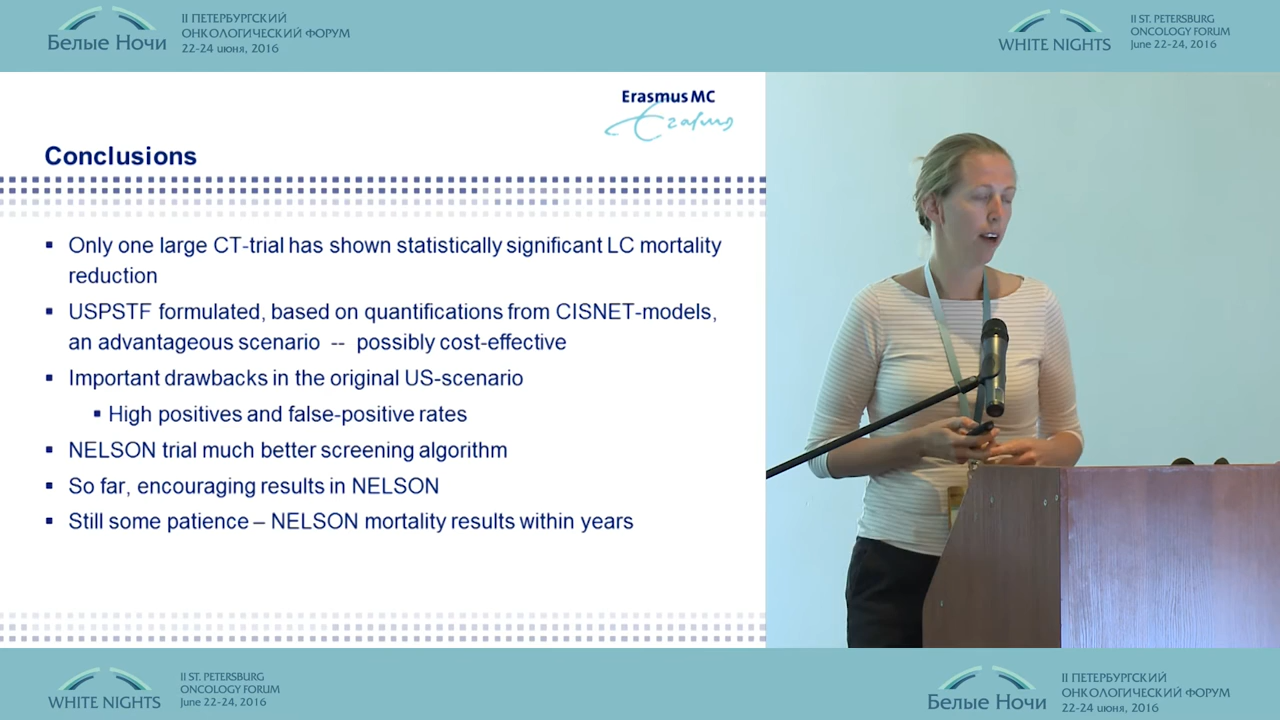 Белые Ночи
II ПЕТЕРБУРГСКИЙ
ОНКОЛОГИЧЕСКИЙ ФОРУМ
22-24 июня, 2016
WHITE NIGHTS
II ST. PETERSBURG
ONCOLOGY FORUM
June 22-24, 2016
Erasmus MC
Erasmus
Conclusions
▪ Only one large CT-trial has shown statistically significant LC mortality
reduction
▪ USPSTF formulated, based on quantifications from CISNET-models,
an advantageous scenario -- possibly cost-effective
▪ Important drawbacks in the original US-scenario
▪ High positives and false-positive rates
▪ NELSON trial much better screening algorithm
▪ So far, encouraging results in NELSON
▪ Still some patience – NELSON mortality results within years
WHITE NIGHTS
II ST. PETERSBURG
ONCOLOGY FORUM
June 22-24, 2016
Белые Ночи
II ПЕТЕРБУРГСКИЙ
ОНКОЛОГИЧЕСКИЙ ФОРУМ
22-24 июня, 2016